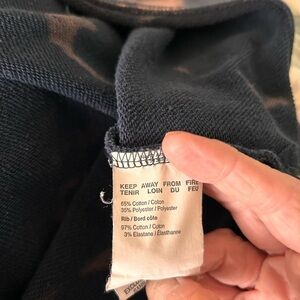 KEEP AWAY FROM FIRE
TENIR LOIN DU FEU
65% Cotton / Coton
35% Polyester / Polyester
Rib / Bord côte
97% Cotton / Coton
3% Elastane / Élasthanne